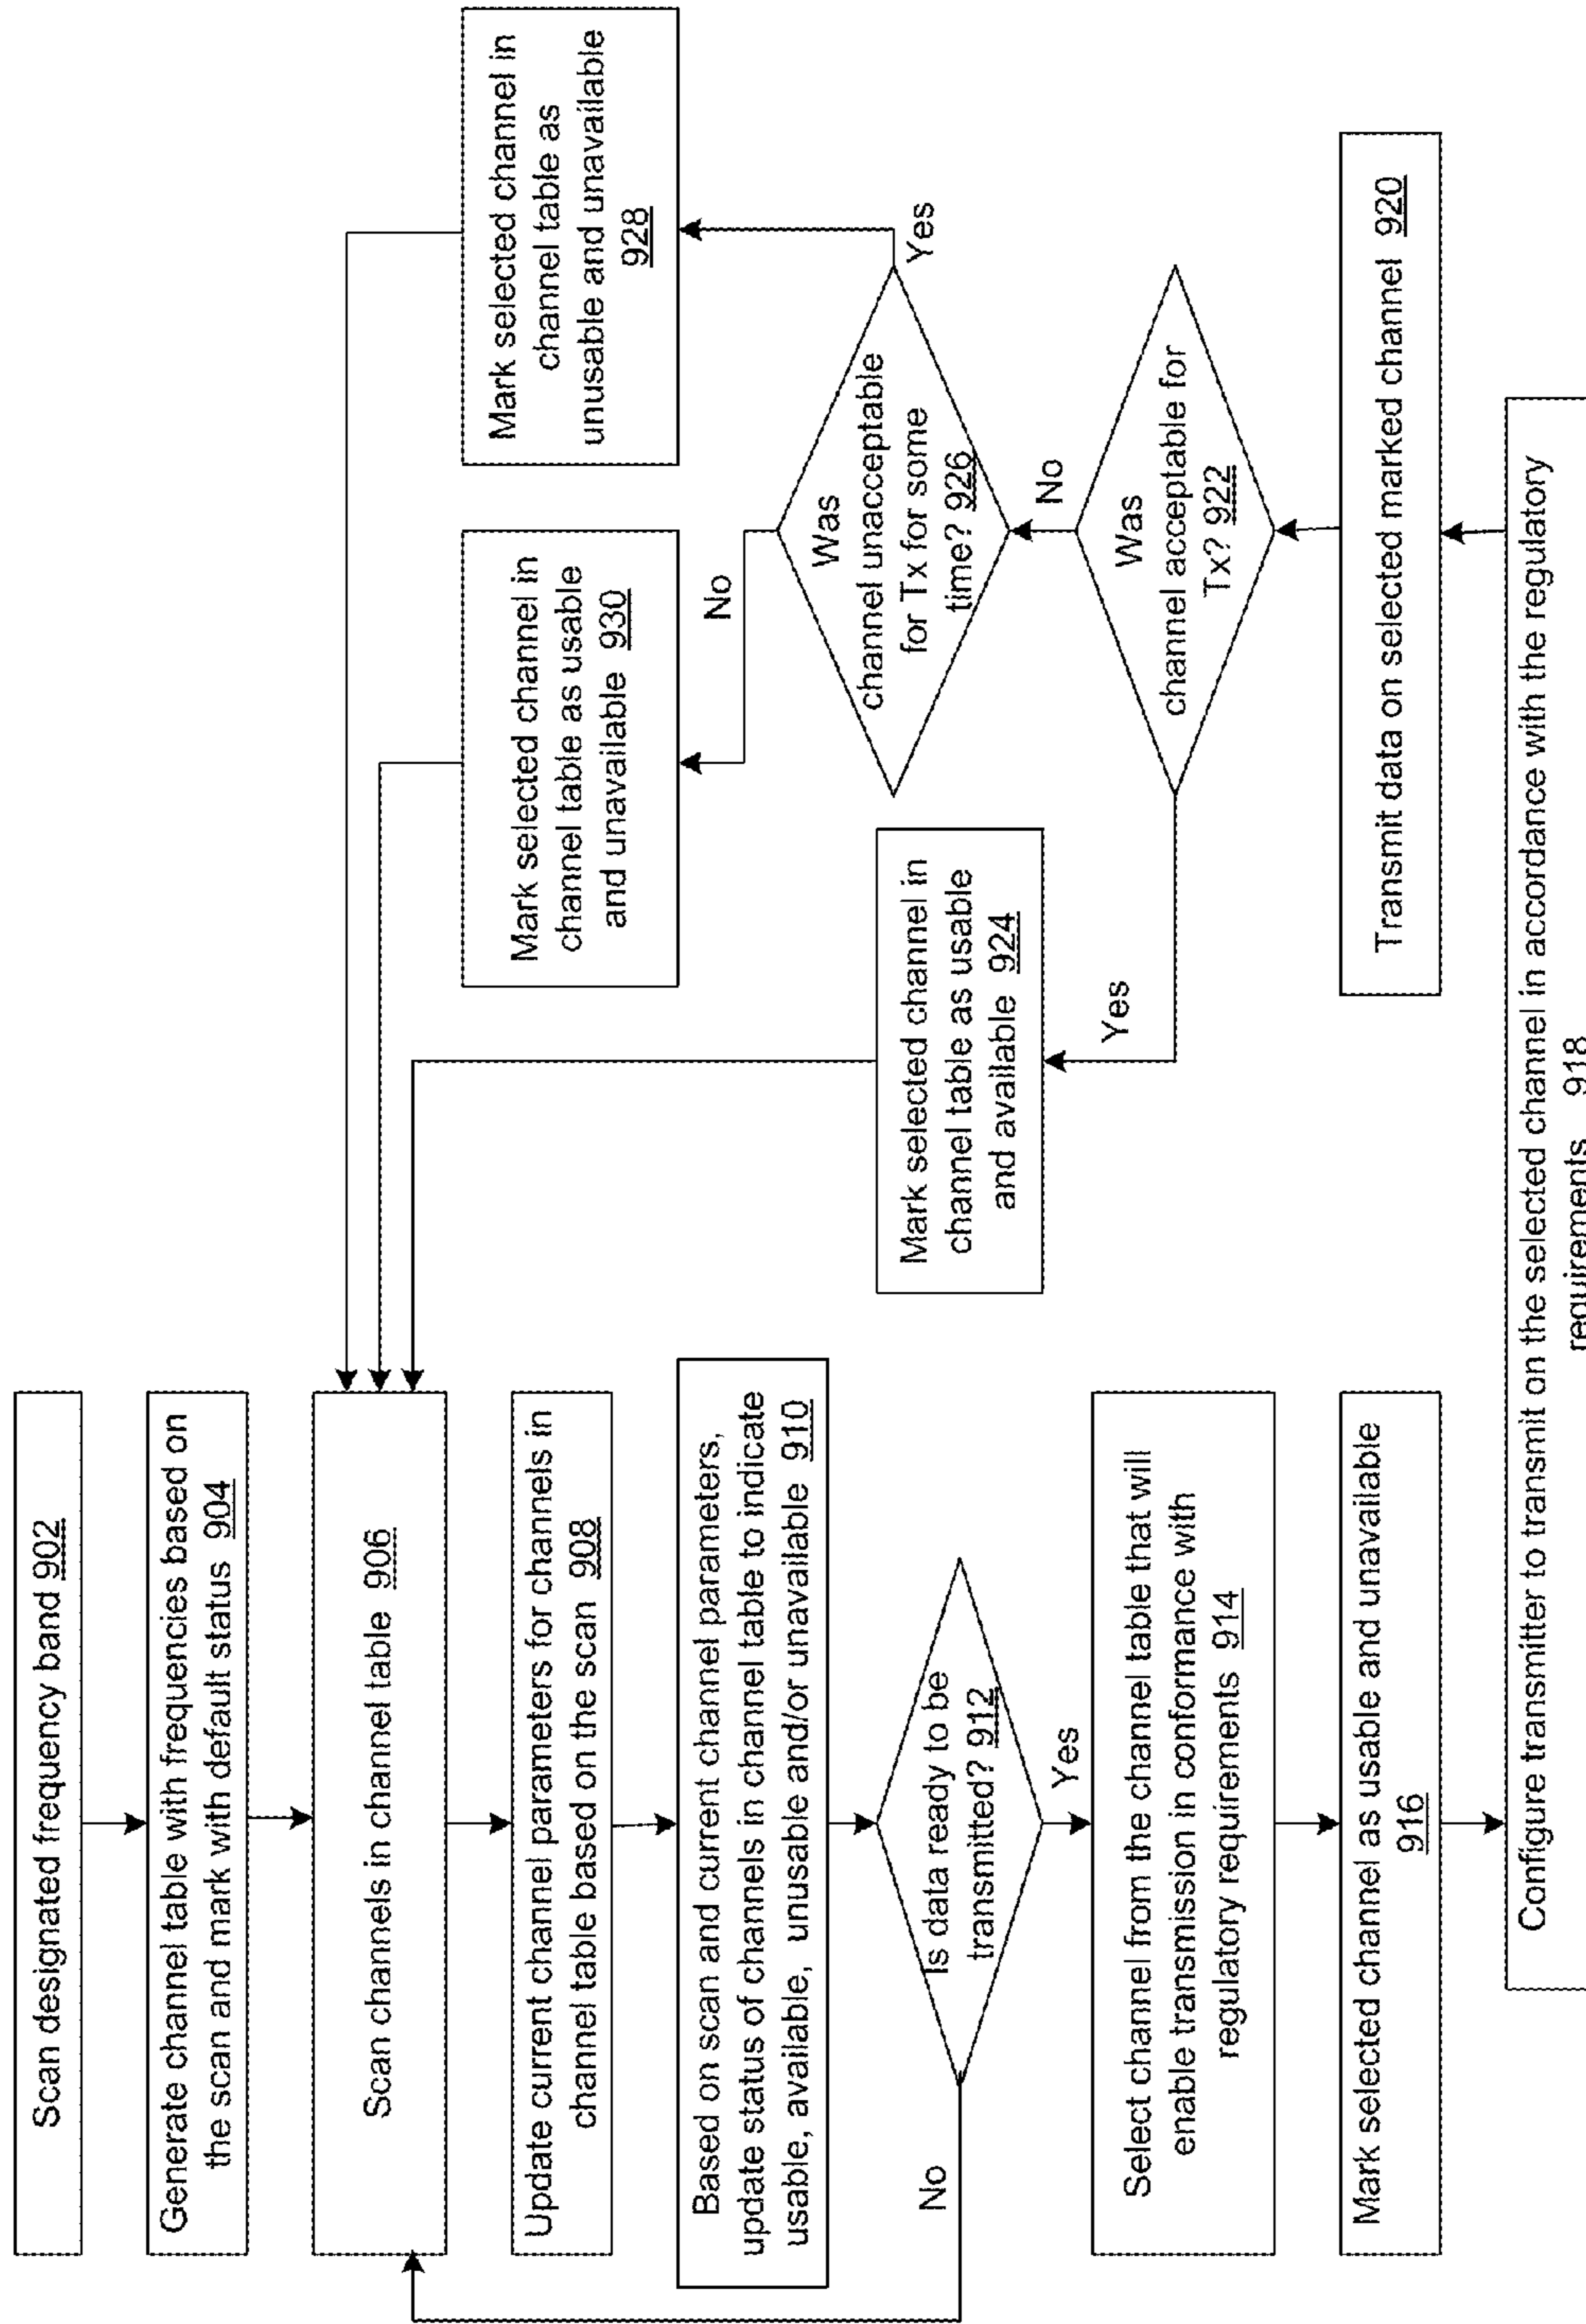 Scan designated frequency band 902
Generate channel table with frequencies based on
the scan and mark with default status 904
Scan channels in channel table 906
Update current channel parameters for channels in
channel table based on the scan 908
Based on scan and current channel parameters,
update status of channels in channel table to indicate
usable, available, unusable and/or unavailable 910
Is data ready to be
transmitted? 912
No
Yes
Select channel from the channel table that will
enable transmission in conformance with
regulatory requirements 914
Mark selected channel as usable and unavailable
916
Configure transmitter to transmit on the selected channel in accordance with the regulatory
requirements 918
Transmit data on selected marked channel 920
Was
channel acceptable for
Tx? 922
Yes
No
Mark selected channel in
channel table as usable
and available 924
Was
channel unacceptable
for Tx for some
time? 926
No
Yes
Mark selected channel in
channel table as usable
and unavailable 930
Mark selected channel in
channel table as
unusable and unavailable
928